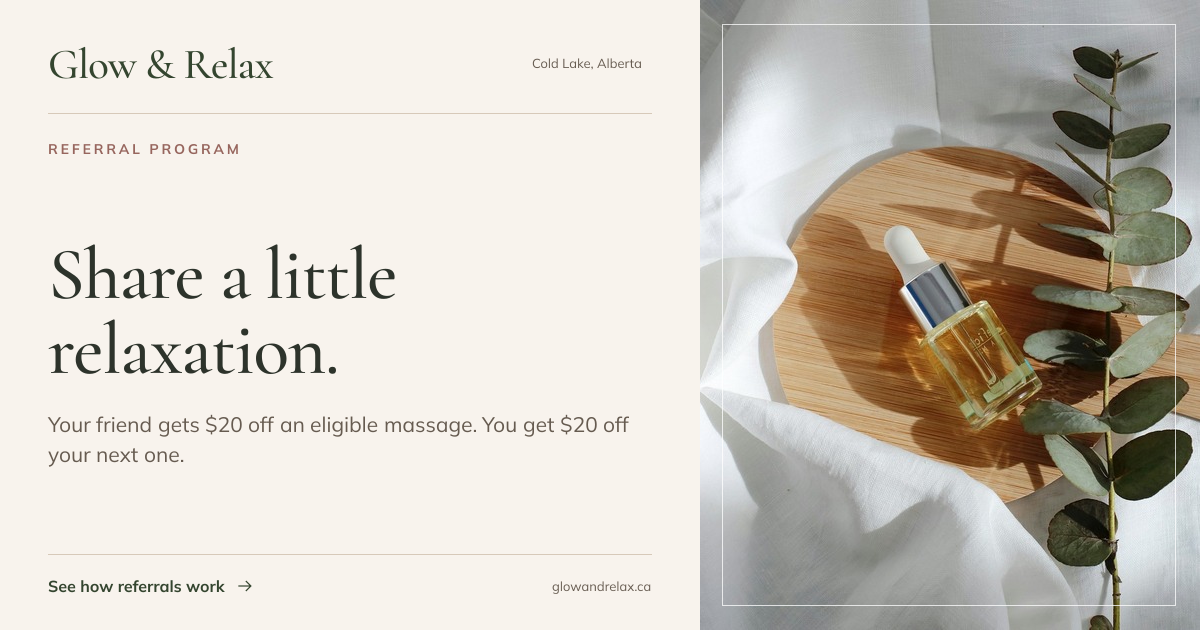 Glow & Relax
Cold Lake, Alberta
REFERRAL PROGRAM
Share a little
relaxation.
Your friend gets $20 off an eligible massage. You get $20 off
your next one.
See how referrals work →
glowandrelax.ca